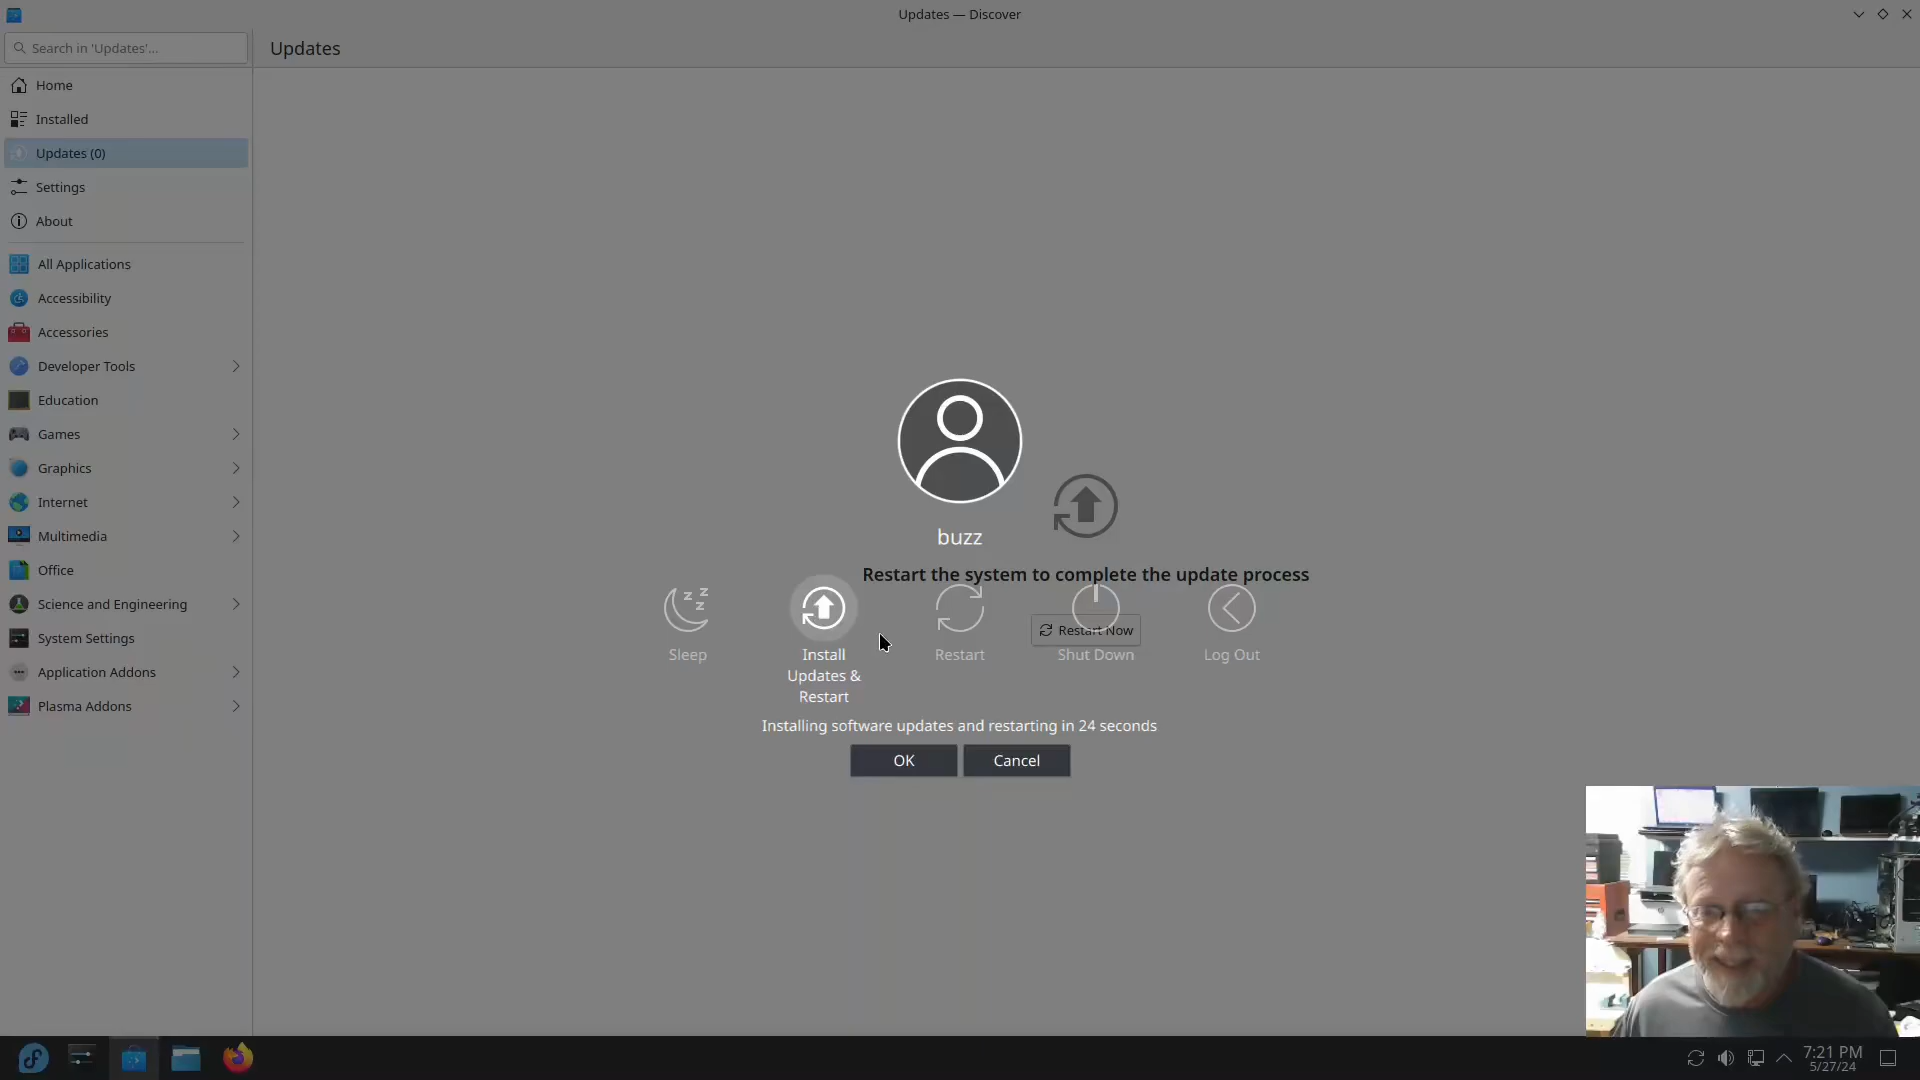 Updates — Discover
Search in 'Updates'...
Updates
Home
Installed
Updates (0)
Settings
About
All Applications
Accessibility
Accessories
Developer Tools
Education
Games
Graphics
Internet
Multimedia
Office
Science and Engineering
System Settings
Application Addons
Plasma Addons
buzz
Restart the system to complete the update process
Restart Now
Sleep
Install
Updates &
Restart
Restart
Shut Down
Log Out
Installing software updates and restarting in 24 seconds
OK
Cancel
7:21 PM
5/27/24